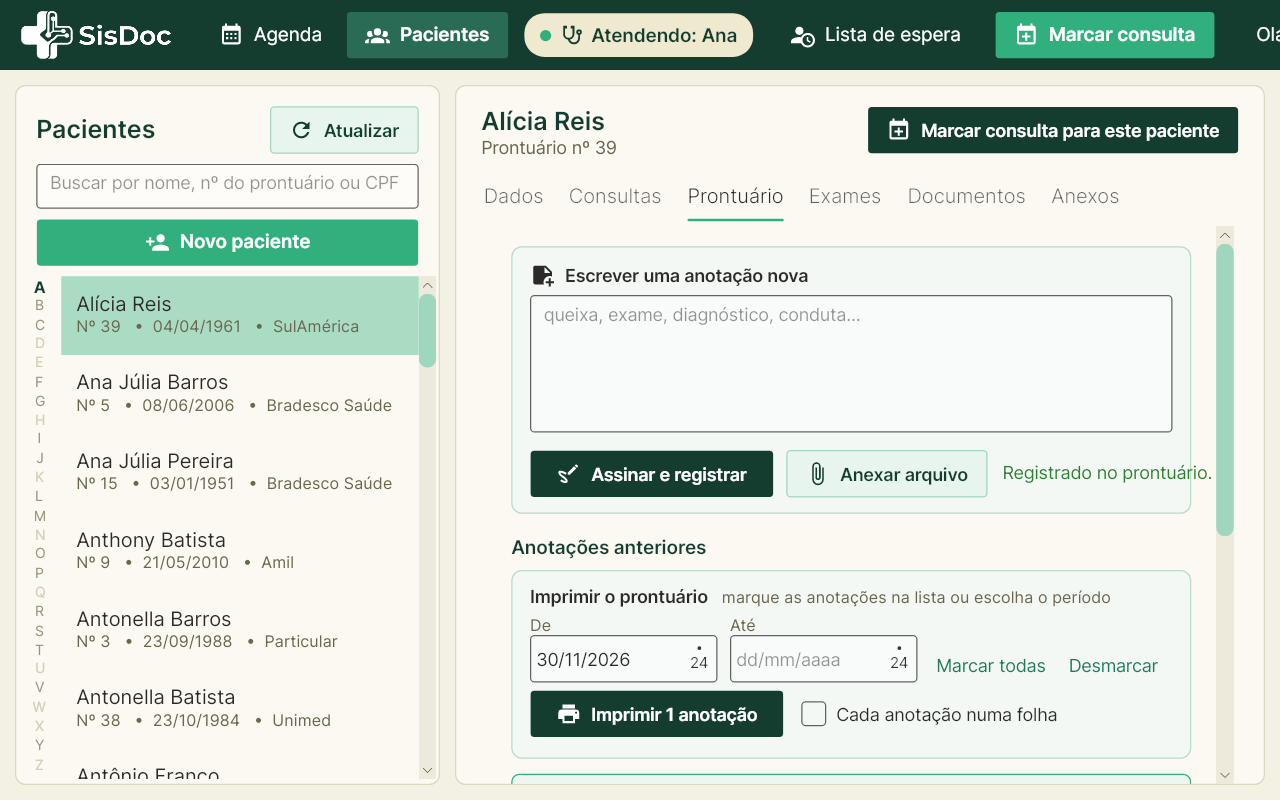 SisDoc
Agenda
Pacientes
Atendendo: Ana
Lista de espera
Marcar consulta
Pacientes
Atualizar
Buscar por nome, nº do prontuário ou CPF
Novo paciente
A
B
C
D
E
F
G
H
I
J
K
L
M
N
O
P
Q
R
S
T
U
V
W
X
Y
Z
Alícia Reis
Nº 39 • 04/04/1961 • SulAmérica
Ana Júlia Barros
Nº 5 • 08/06/2006 • Bradesco Saúde
Ana Júlia Pereira
Nº 15 • 03/01/1951 • Bradesco Saúde
Anthony Batista
Nº 9 • 21/05/2010 • Amil
Antonella Barros
Nº 3 • 23/09/1988 • Particular
Antonella Batista
Nº 38 • 23/10/1984 • Unimed
Antônio Franco
Alícia Reis
Prontuário nº 39
Marcar consulta para este paciente
Dados
Consultas
Prontuário
Exames
Documentos
Anexos
Escrever uma anotação nova
queixa, exame, diagnóstico, conduta...
Assinar e registrar
Anexar arquivo
Registrado no prontuário.
Anotações anteriores
Imprimir o prontuário marque as anotações na lista ou escolha o período
De
Até
30/11/2026
24
dd/mm/aaaa
24
Marcar todas
Desmarcar
Imprimir 1 anotação
Cada anotação numa folha